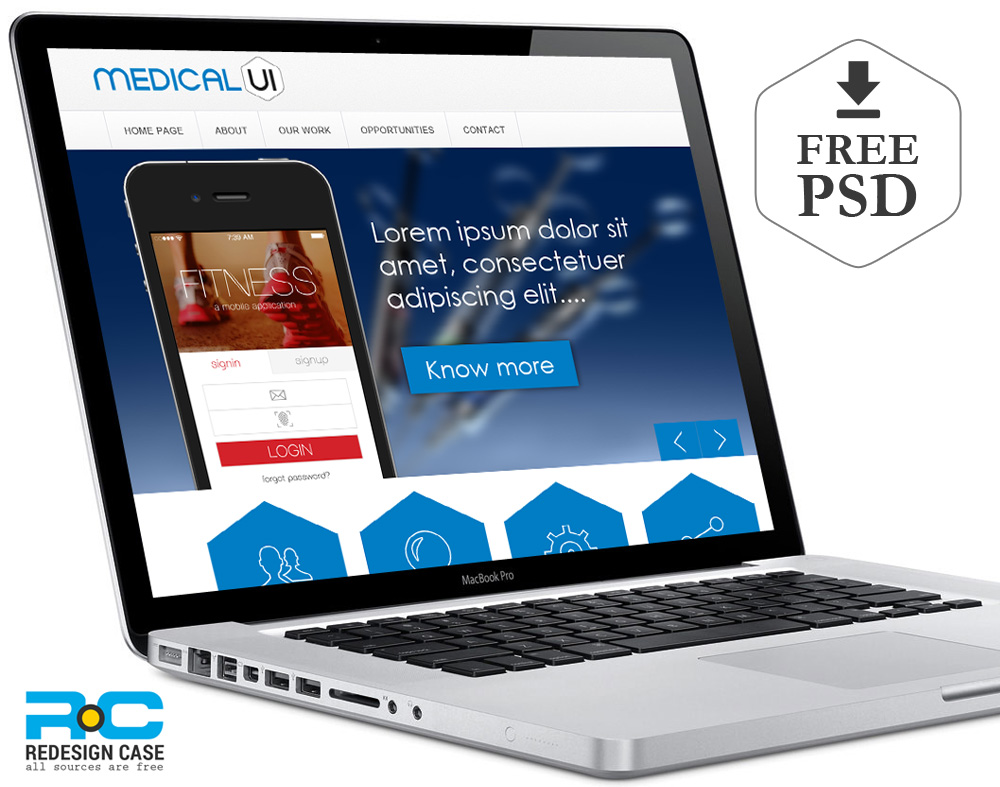 MEDICAL UI
HOME PAGE ABOUT OUR WORK OPPORTUNITIES CONTACT
7:29 AM
FITNESS
a mobile application
signin signup
LOGIN
forgot password?
Lorem ipsum dolor sit
amet, consectetuer
adipiscing elit....
Know more
MacBook Pro
FREE
PSD
RC
REDESIGN CASE
all sources are free